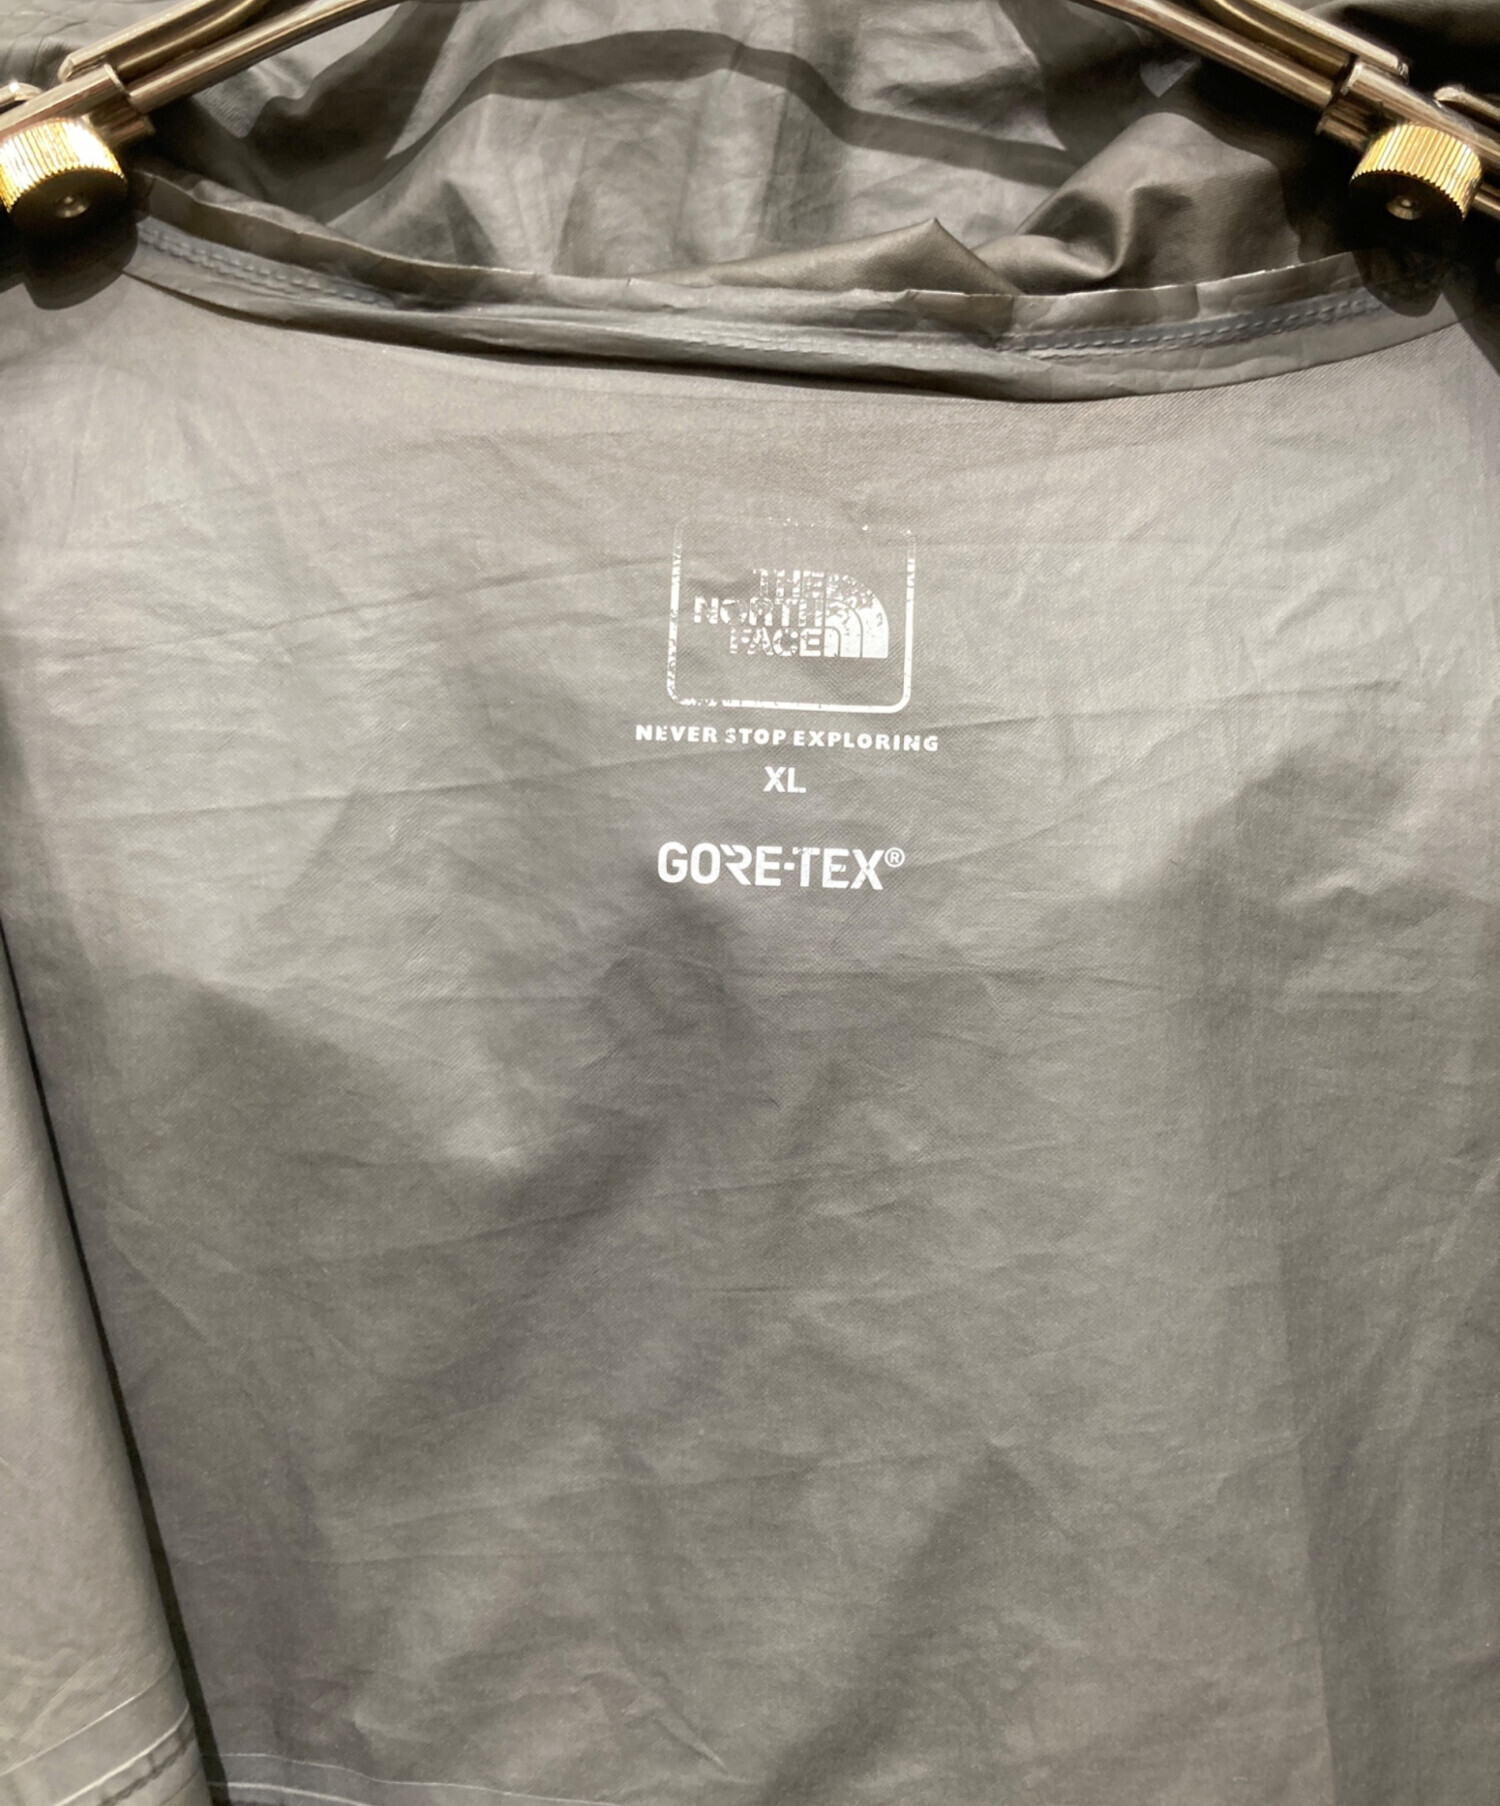 THE
NORTH
FACE
NEVER STOP EXPLORING
XL
GORE-TEX®